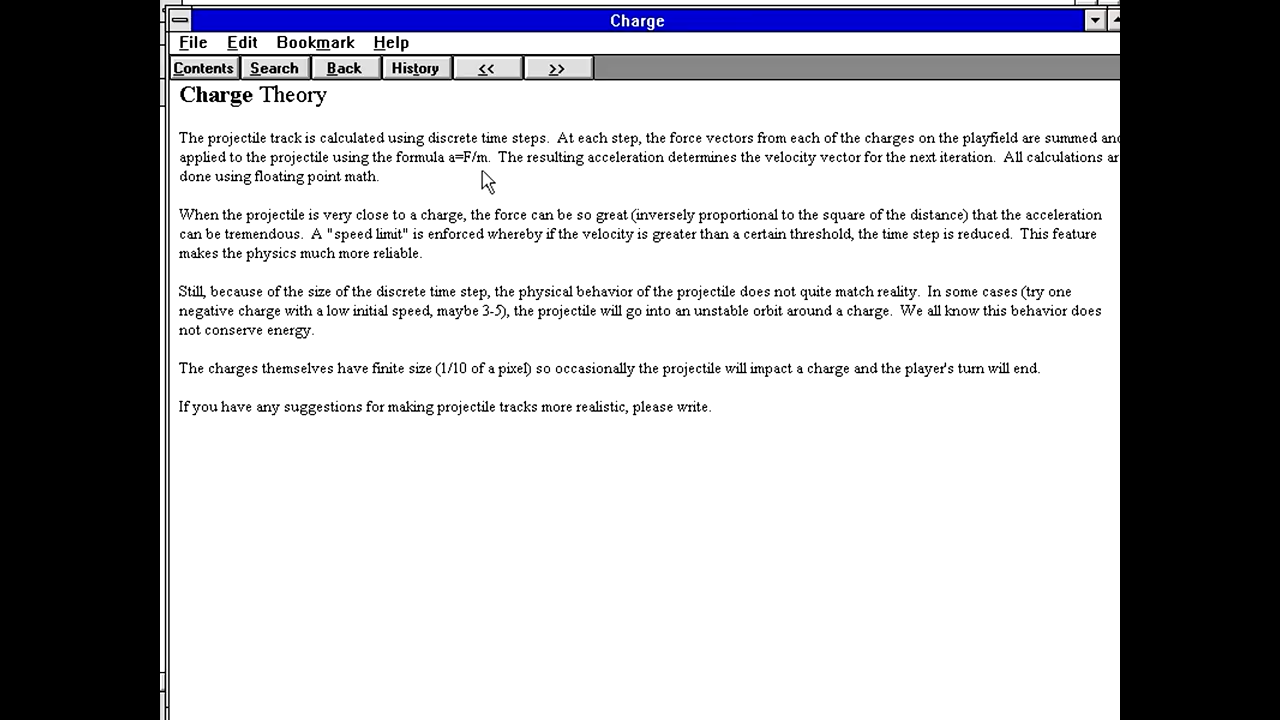 Charge
File Edit Bookmark Help
Contents Search Back History << >>
Charge Theory
The projectile track is calculated using discrete time steps. At each step, the force vectors from each of the charges on the playfield are summed and
applied to the projectile using the formula a=F/m. The resulting acceleration determines the velocity vector for the next iteration. All calculations ar
done using floating point math.
When the projectile is very close to a charge, the force can be so great (inversely proportional to the square of the distance) that the acceleration
can be tremendous. A "speed limit" is enforced whereby if the velocity is greater than a certain threshold, the time step is reduced. This feature
makes the physics much more reliable.
Still, because of the size of the discrete time step, the physical behavior of the projectile does not quite match reality. In some cases (try one
negative charge with a low initial speed, maybe 3-5), the projectile will go into an unstable orbit around a charge. We all know this behavior does
not conserve energy.
The charges themselves have finite size (1/10 of a pixel) so occasionally the projectile will impact a charge and the player's turn will end.
If you have any suggestions for making projectile tracks more realistic, please write.